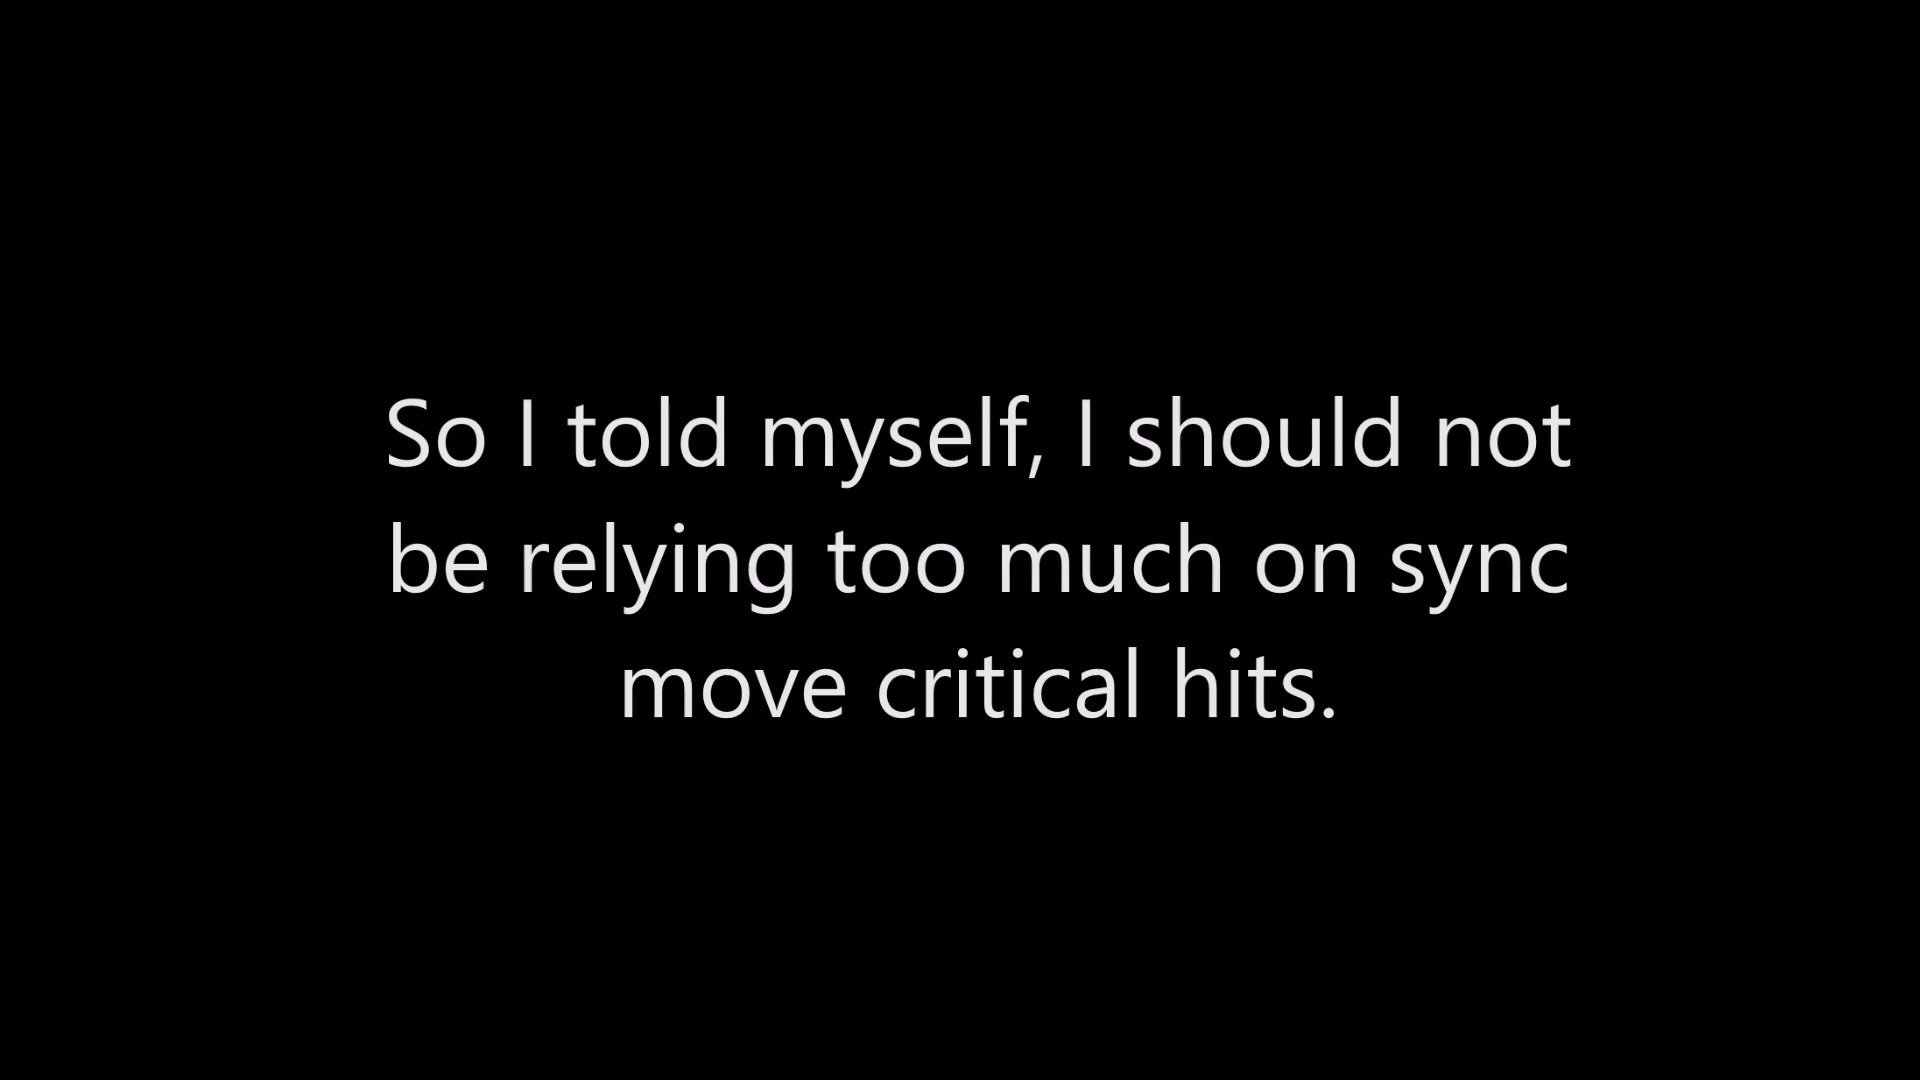 So I told myself, I should not
be relying too much on sync
move critical hits.